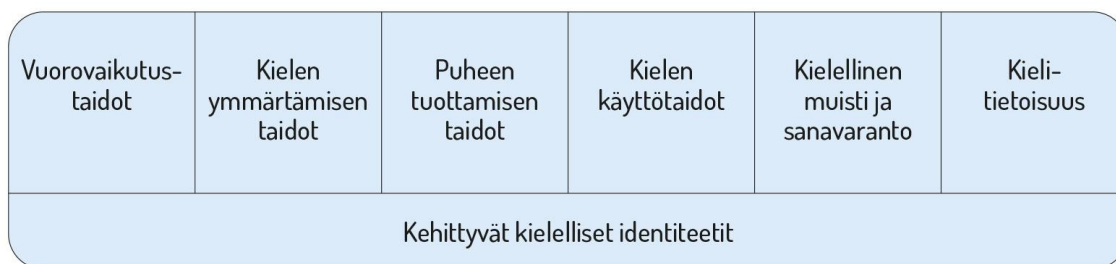 Vuorovaikutus-
taidot
Kielen
ymmärtämisen
taidot
Puheen
tuottamisen
taidot
Kielen
käyttötaidot
Kielellinen
muisti ja
sanavaranto
Kieli-
tietoisuus
Kehittyvät kielelliset identiteetit